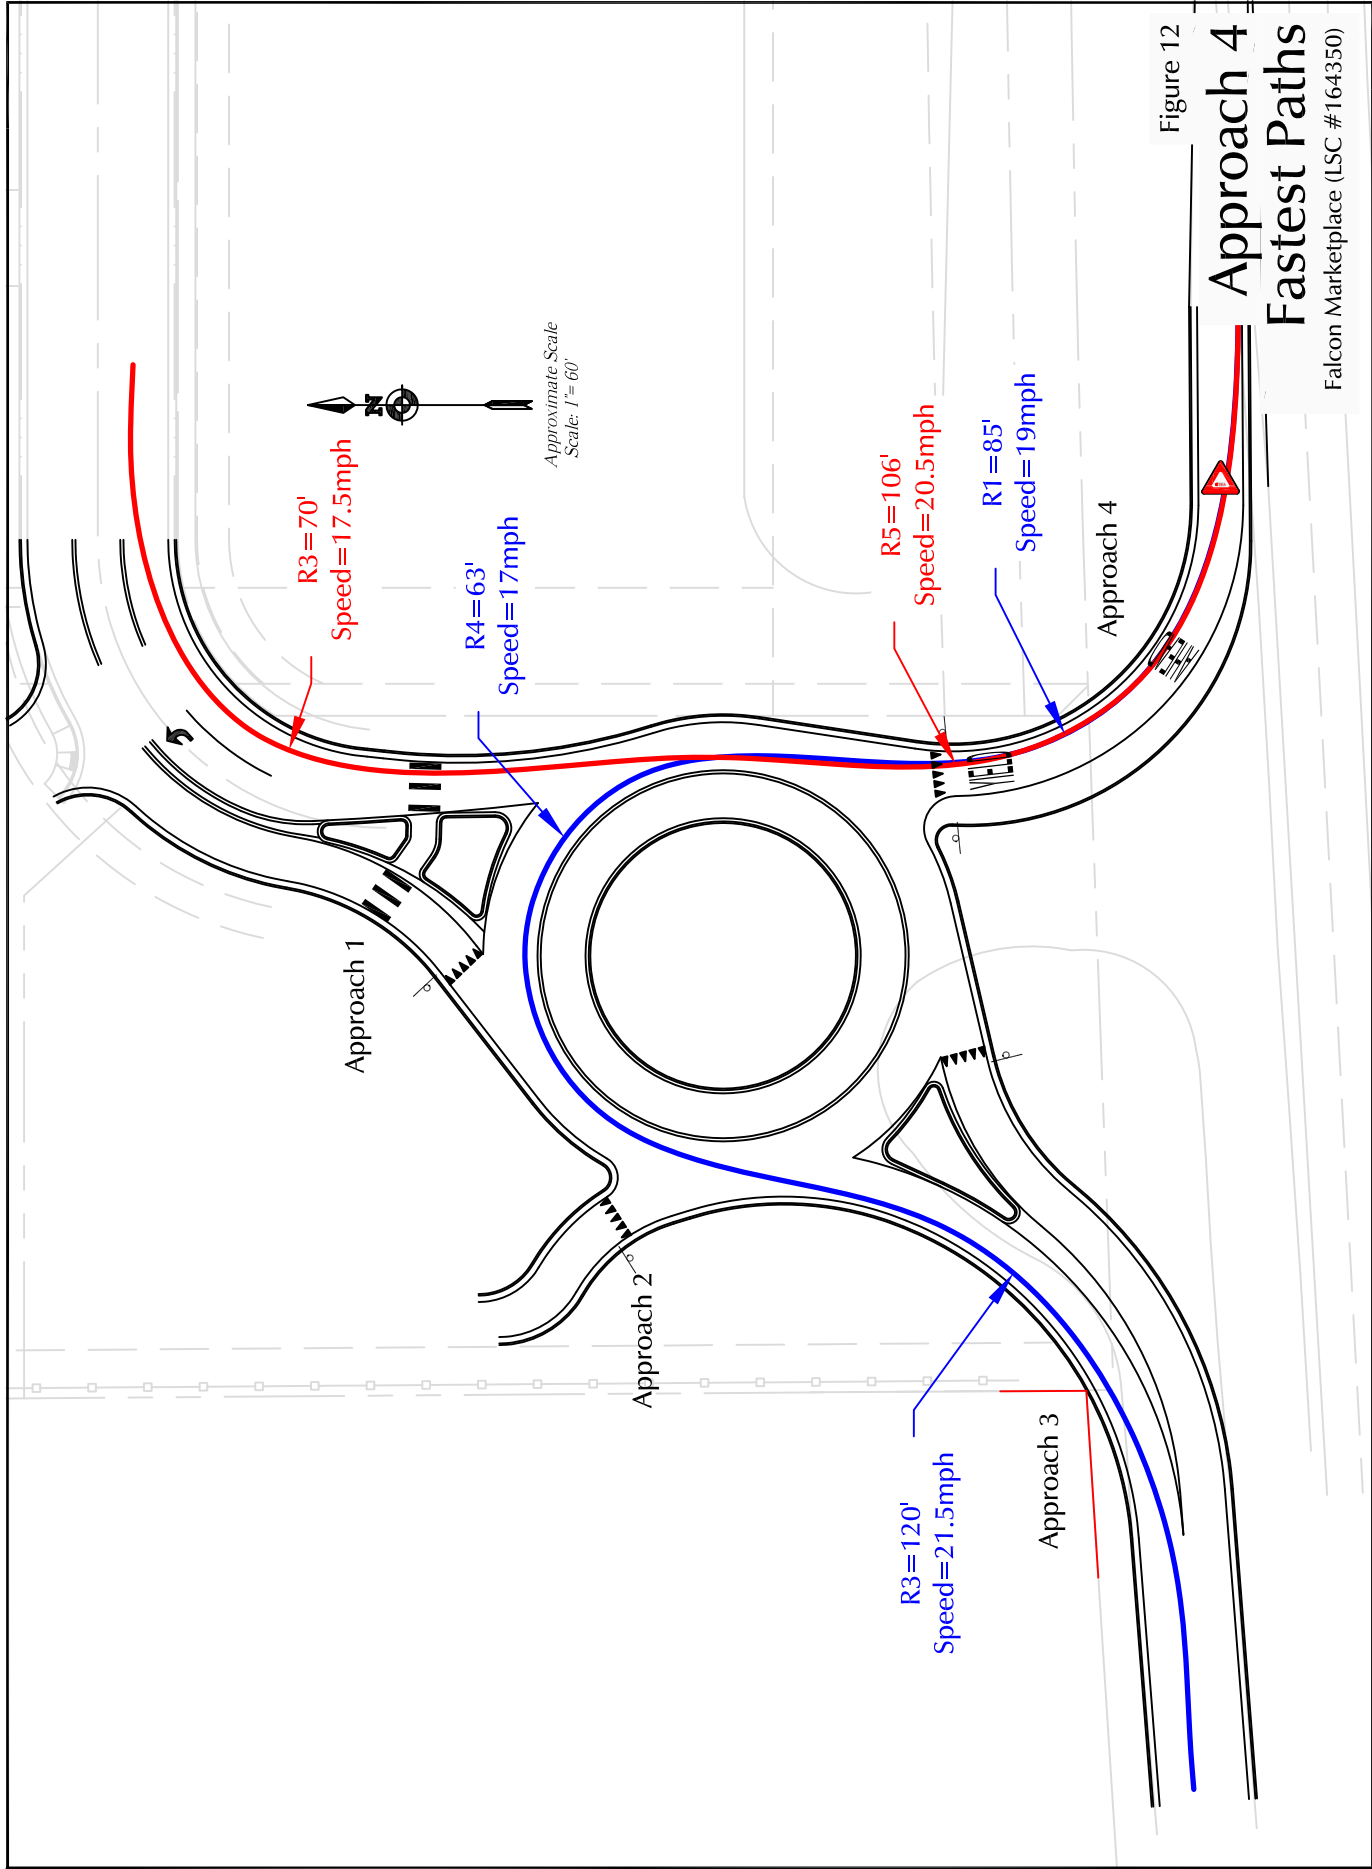 Figure 12
Approach 4
Fastest Paths
Falcon Marketplace (LSC #164350)
N
Approximate Scale
Scale: 1"= 60'
R3=70'
Speed=17.5mph
R4=63'
Speed=17mph
R5=106'
Speed=20.5mph
R1=85'
Speed=19mph
Approach 4
Approach 1
Approach 2
Approach 3
R3=120'
Speed=21.5mph